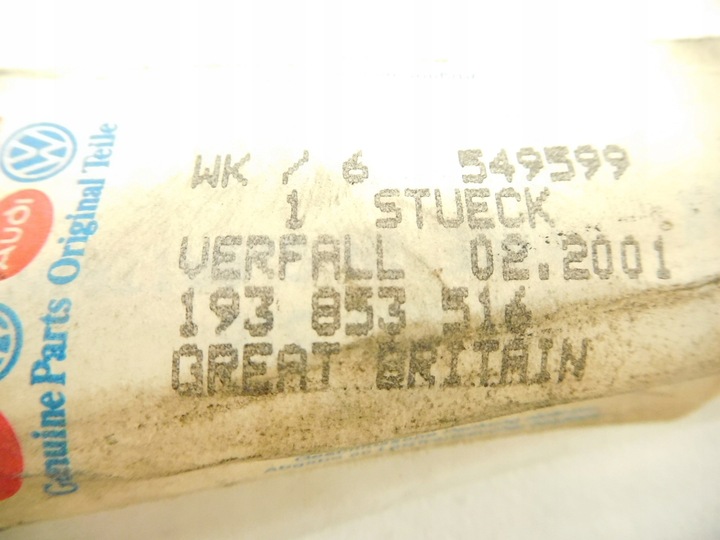 WK / 6 549599
1 STUECK
VERFALL 02.2001
193 853 516
GREAT BRITAIN
Genuine Parts Original Teile
Audi